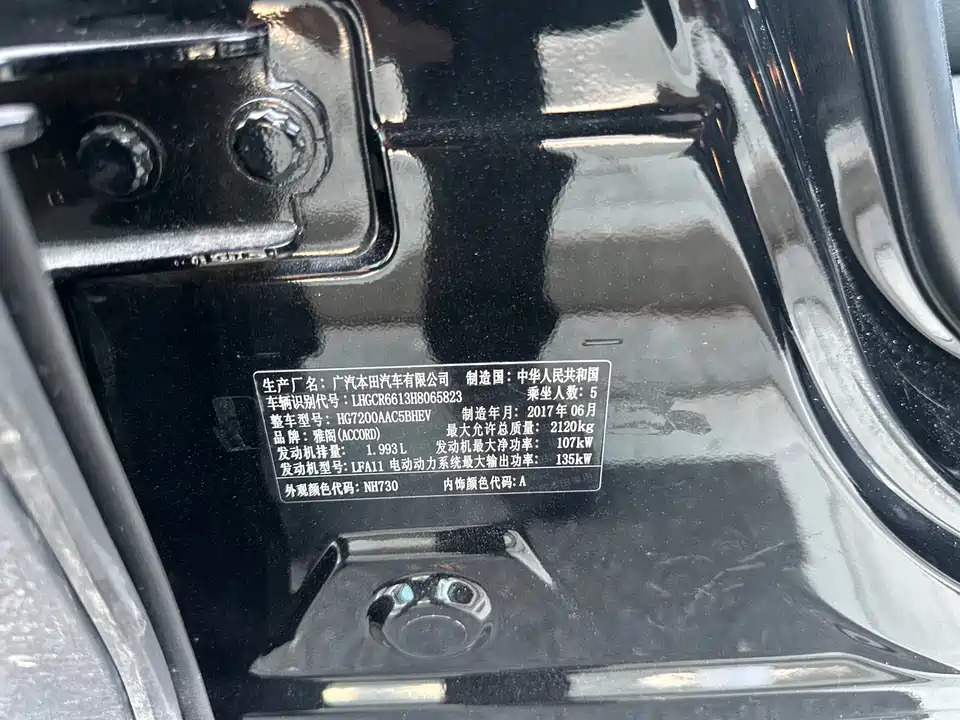 生产厂名：广汽本田汽车有限公司 制造国：中华人民共和国
车辆识别代号：LHGCR6613H8065823 乘坐人数：5
整车型号：HG7200AAC5BHEV 制造年月：2017年06月
品牌：雅阁(ACCORD) 最大允许总质量：2120kg
发动机排量：1.993L 发动机最大净功率：107kW
发动机型号：LFA11 电动动力系统最大输出功率：135kW
外观颜色代码：NH730 内饰颜色代码：A